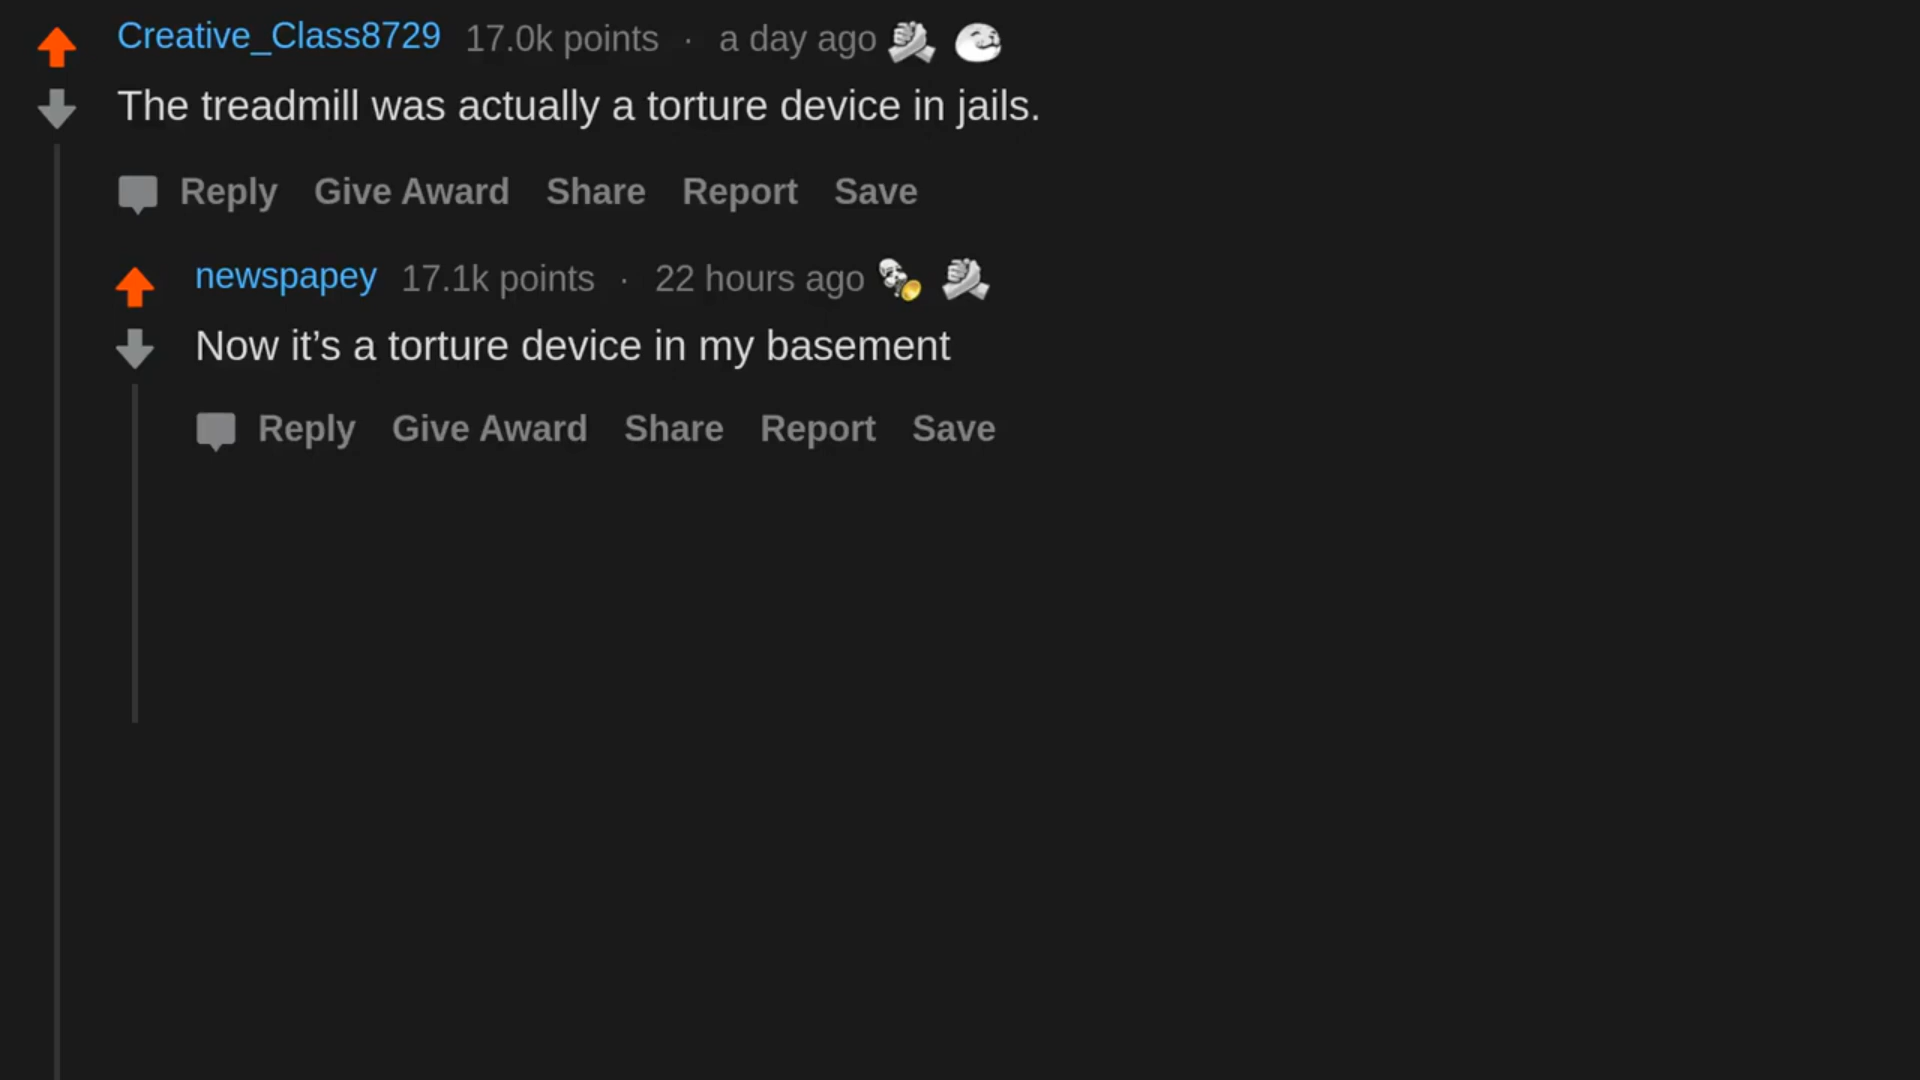 Creative_Class8729 17.0k points · a day ago
The treadmill was actually a torture device in jails.
Reply Give Award Share Report Save
newspapey 17.1k points · 22 hours ago
Now it’s a torture device in my basement
Reply Give Award Share Report Save